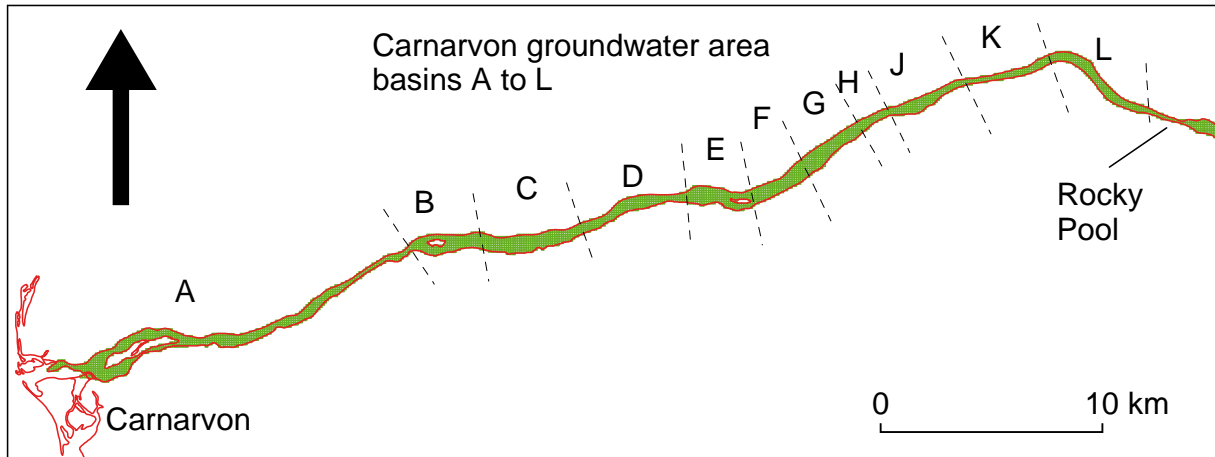 Carnarvon groundwater area
basins A to L
A
B
C
D
E
F
G
H
J
K
L
Rocky
Pool
Carnarvon
0 10 km